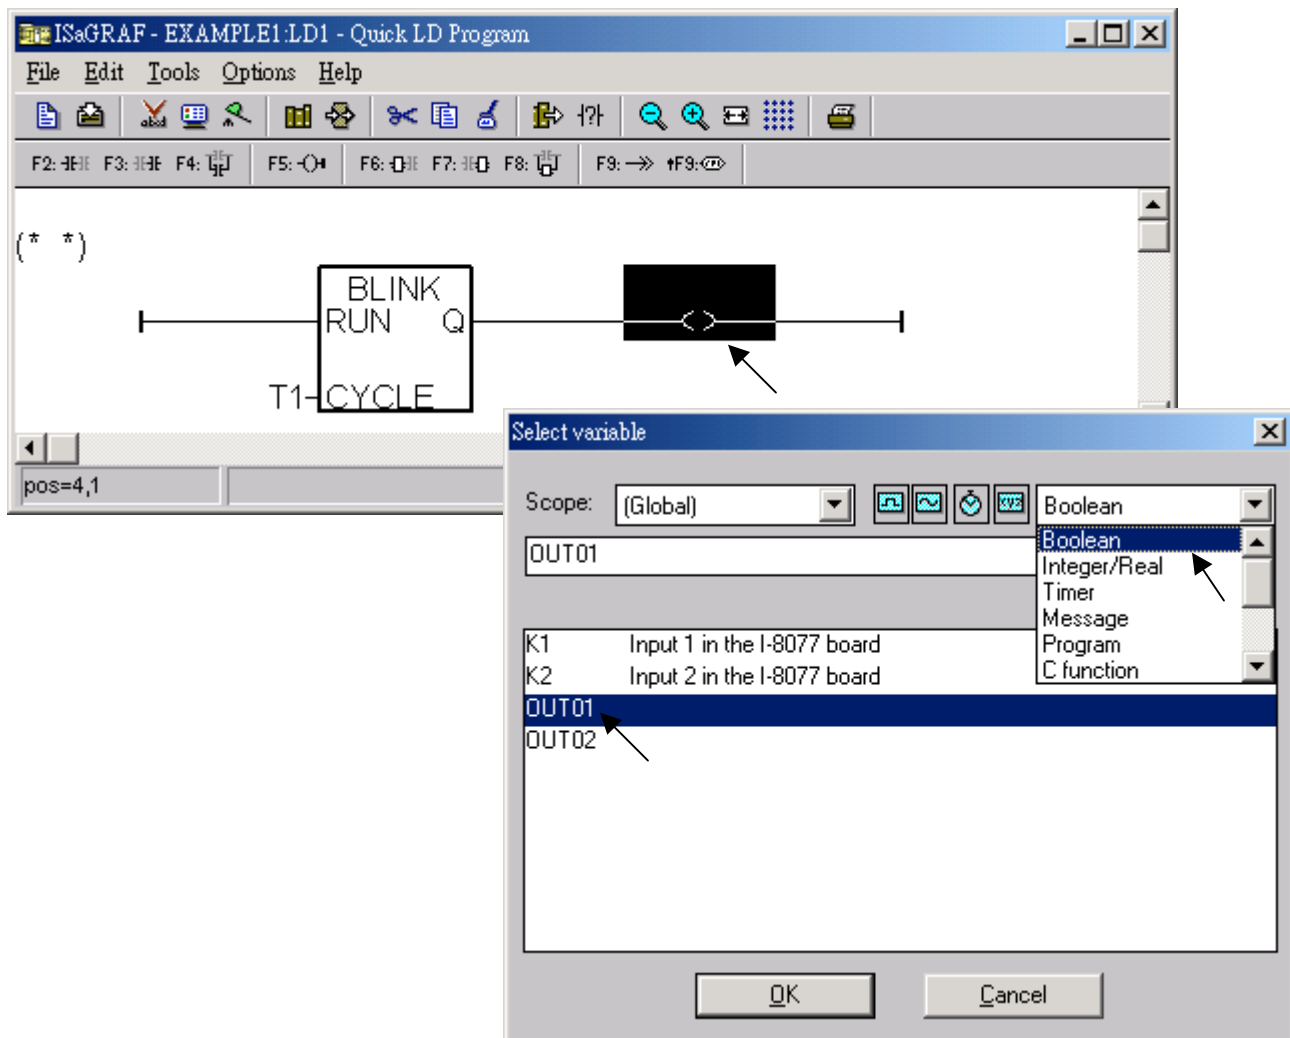 ISaGRAF - EXAMPLE1:LD1 - Quick LD Program
File Edit Tools Options Help
F2: F3: F4: F5: F6: F7: F8: F9: F9:
(* *)
BLINK
RUN Q
T1 CYCLE
pos=4,1
Select variable
Scope: (Global) xyz Boolean
OUT01
Boolean
Integer/Real
Timer
Message
Program
C function
K1 Input 1 in the I-8077 board
K2 Input 2 in the I-8077 board
OUT01
OUT02
OK Cancel